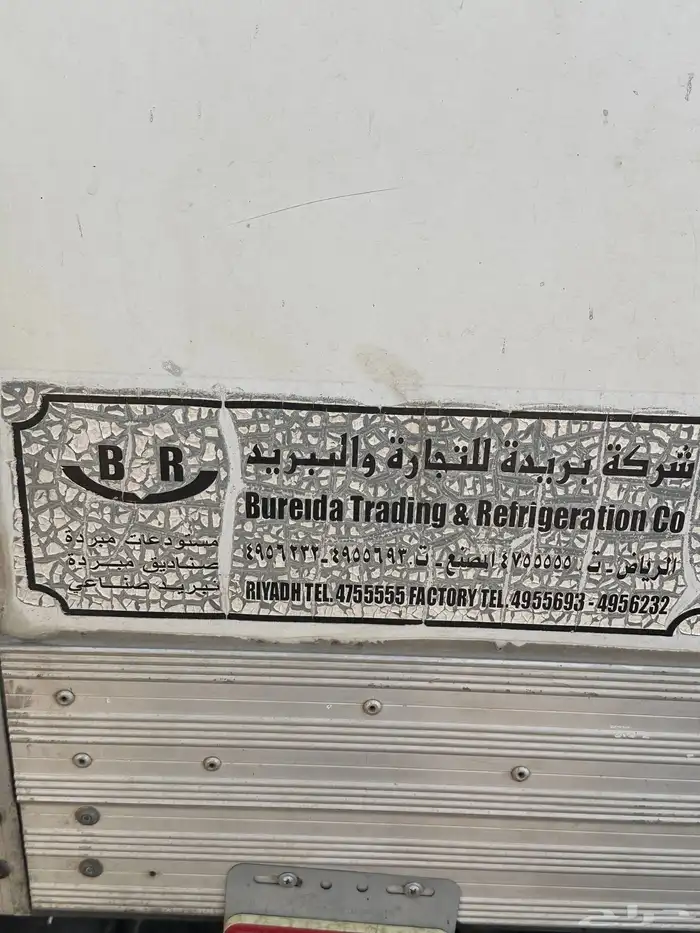 B R
مستودعات مبردة
صناديق مبردة
تبريد صناعي
شركة بريدة للتجارة والتبريد
Bureida Trading & Refrigeration Co
الرياض - ت. ٤٧٥٥٥٥٥ المصنع - ت. ٤٩٥٥٦٩٣ - ٤٩٥٦٢٣٢
RIYADH TEL. 4755555 FACTORY TEL. 4955693 - 4956232
حراج